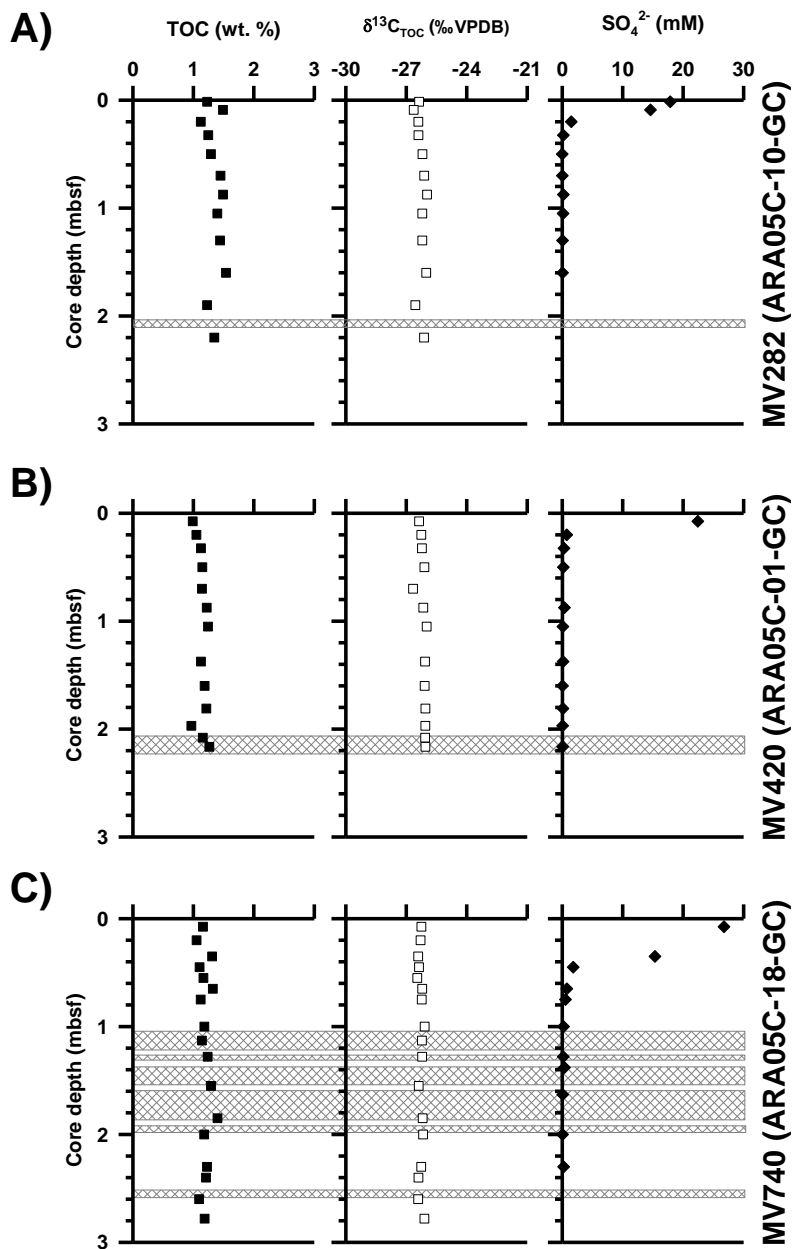 A)
TOC (wt. %)
δ¹³C_TOC (‰VPDB)
SO₄²⁻ (mM)
0 1 2 3
-30 -26 -24 -21
0 10 20 30
0
1
2
3
Core depth (mbsf)
MV282 (ARA05C-10-GC)
B)
0
1
2
3
Core depth (mbsf)
MV420 (ARA05C-01-GC)
C)
0
1
2
3
Core depth (mbsf)
MV740 (ARA05C-18-GC)